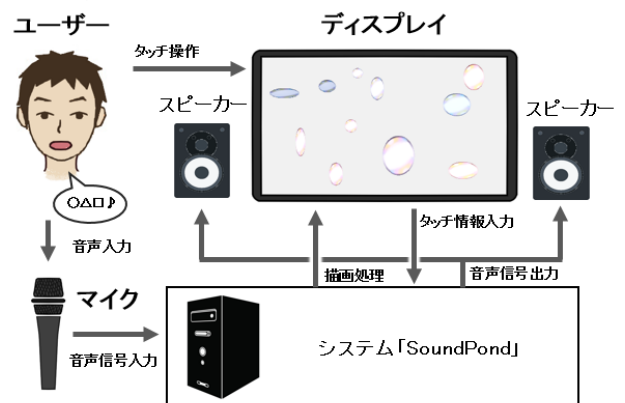 ユーザー
ディスプレイ
タッチ操作
スピーカー
スピーカー
○△□♪
音声入力
タッチ情報入力
描画処理
音声信号出力
マイク
音声信号入力
システム「SoundPond」